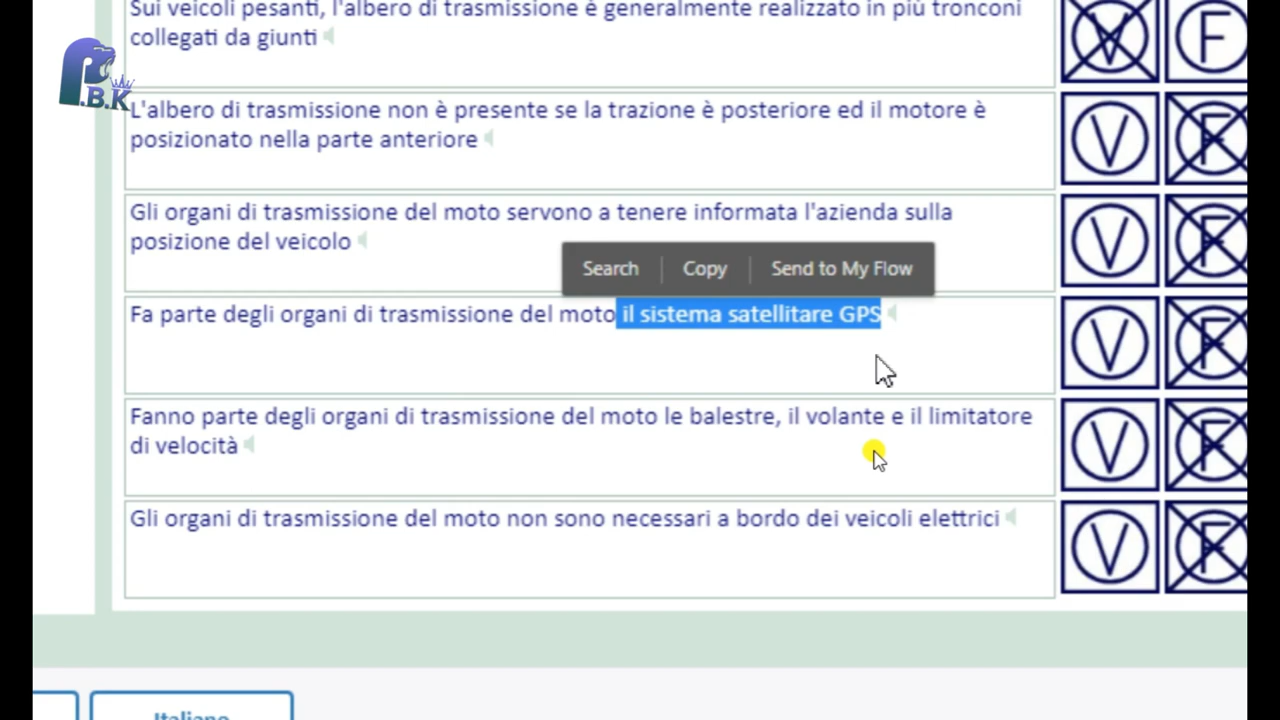 Sui veicoli pesanti, l'albero di trasmissione è generalmente realizzato in più tronconi
collegati da giunti
V F
P.B.K
L'albero di trasmissione non è presente se la trazione è posteriore ed il motore è
posizionato nella parte anteriore
V F
Gli organi di trasmissione del moto servono a tenere informata l'azienda sulla
posizione del veicolo
V F
Search Copy Send to My Flow
Fa parte degli organi di trasmissione del moto il sistema satellitare GPS
V F
Fanno parte degli organi di trasmissione del moto le balestre, il volante e il limitatore
di velocità
V F
Gli organi di trasmissione del moto non sono necessari a bordo dei veicoli elettrici
V F
Italiano